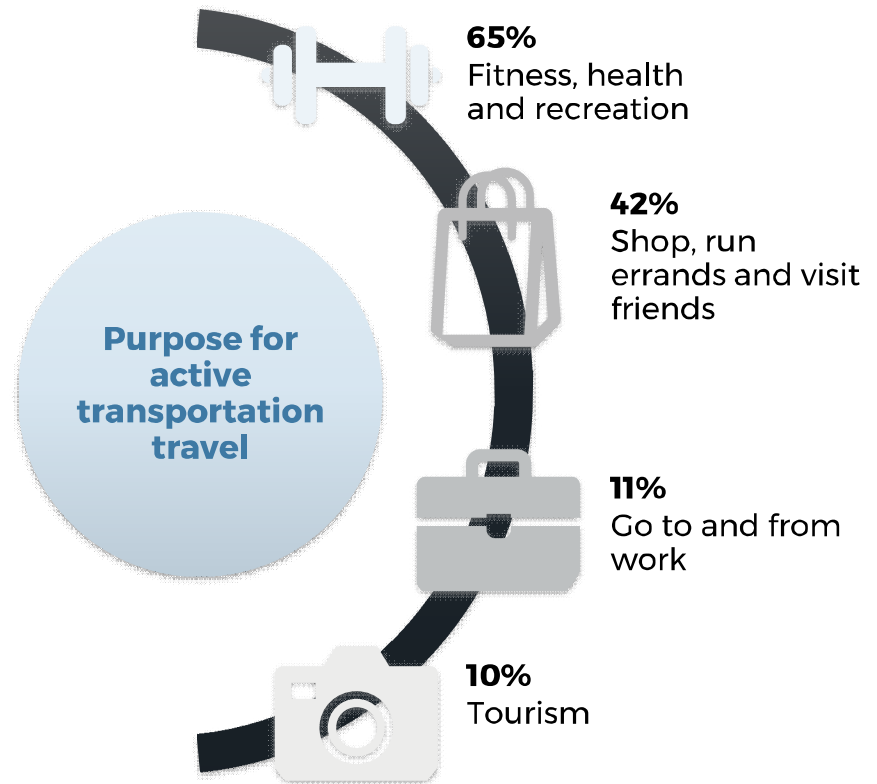 Purpose for
active
transportation
travel
65%
Fitness, health
and recreation
42%
Shop, run
errands and visit
friends
11%
Go to and from
work
10%
Tourism